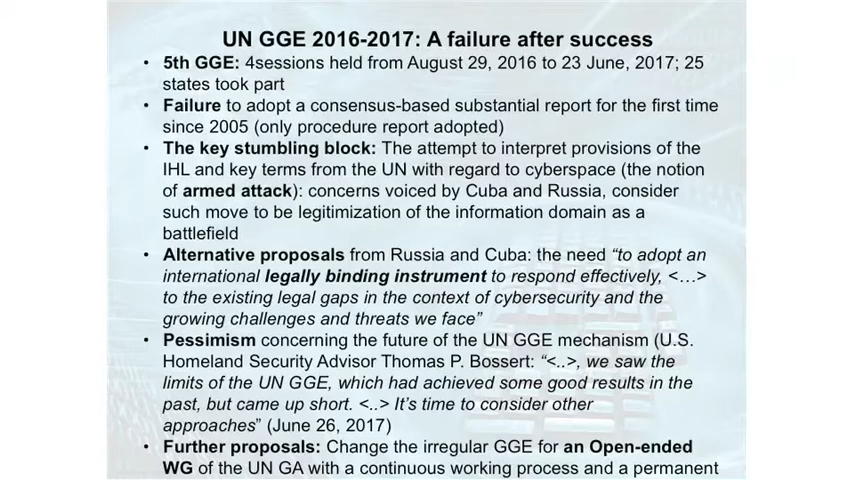 UN GGE 2016-2017: A failure after success
• 5th GGE: 4sessions held from August 29, 2016 to 23 June, 2017; 25
states took part
• Failure to adopt a consensus-based substantial report for the first time
since 2005 (only procedure report adopted)
• The key stumbling block: The attempt to interpret provisions of the
IHL and key terms from the UN with regard to cyberspace (the notion
of armed attack): concerns voiced by Cuba and Russia, consider
such move to be legitimization of the information domain as a
battlefield
• Alternative proposals from Russia and Cuba: the need “to adopt an
international legally binding instrument to respond effectively, <…>
to the existing legal gaps in the context of cybersecurity and the
growing challenges and threats we face”
• Pessimism concerning the future of the UN GGE mechanism (U.S.
Homeland Security Advisor Thomas P. Bossert: “<..>, we saw the
limits of the UN GGE, which had achieved some good results in the
past, but came up short. <..> It’s time to consider other
approaches” (June 26, 2017)
• Further proposals: Change the irregular GGE for an Open-ended
WG of the UN GA with a continuous working process and a permanent